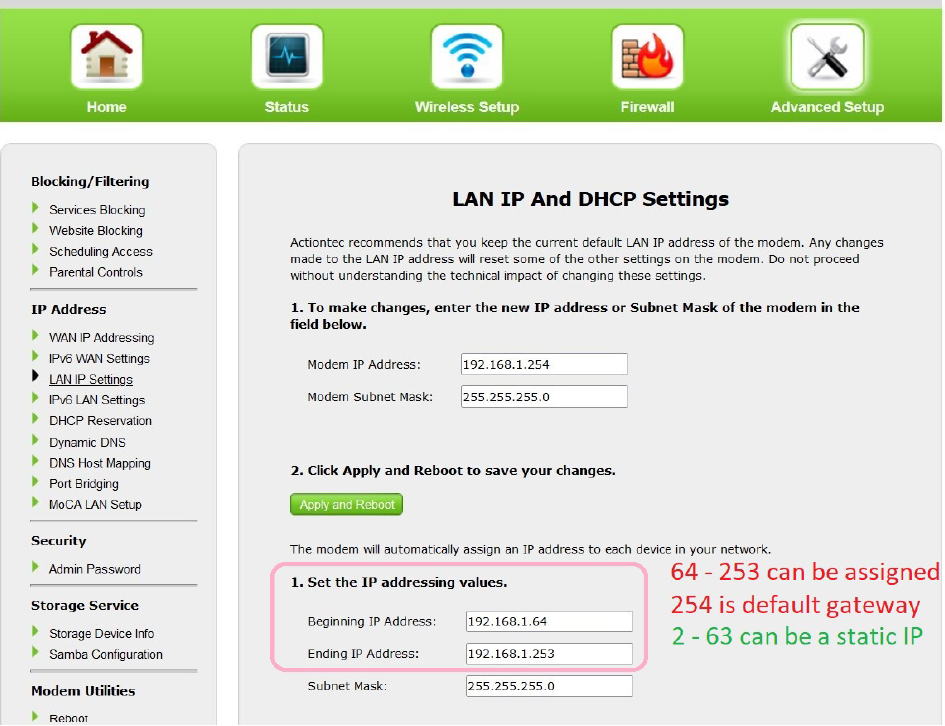 Home
Status
Wireless Setup
Firewall
Advanced Setup
Blocking/Filtering
Services Blocking
Website Blocking
Scheduling Access
Parental Controls
IP Address
WAN IP Addressing
IPv6 WAN Settings
LAN IP Settings
IPv6 LAN Settings
DHCP Reservation
Dynamic DNS
DNS Host Mapping
Port Bridging
MoCA LAN Setup
Security
Admin Password
Storage Service
Storage Device Info
Samba Configuration
Modem Utilities
Reboot
LAN IP And DHCP Settings
Actiontec recommends that you keep the current default LAN IP address of the modem. Any changes
made to the LAN IP address will reset some of the other settings on the modem. Do not proceed
without understanding the technical impact of changing these settings.
1. To make changes, enter the new IP address or Subnet Mask of the modem in the
field below.
Modem IP Address: 192.168.1.254
Modem Subnet Mask: 255.255.255.0
2. Click Apply and Reboot to save your changes.
Apply and Reboot
The modem will automatically assign an IP address to each device in your network.
1. Set the IP addressing values.
Beginning IP Address: 192.168.1.64
Ending IP Address: 192.168.1.253
Subnet Mask: 255.255.255.0
64 - 253 can be assigned
254 is default gateway
2 - 63 can be a static IP